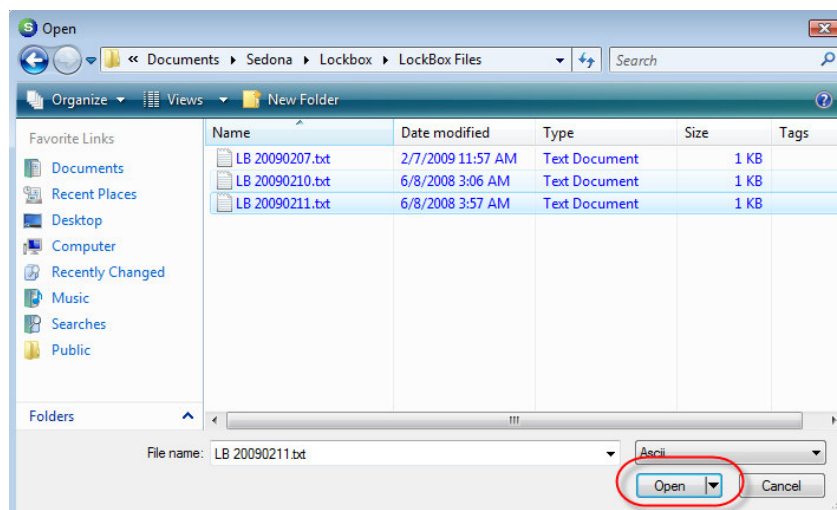 S Open
« Documents ▸ Sedona ▸ Lockbox ▸ LockBox Files Search
Organize Views New Folder ?
Favorite Links
Documents
Recent Places
Desktop
Computer
Recently Changed
Music
Searches
Public
Folders
Name Date modified Type Size Tags
LB 20090207.txt 2/7/2009 11:57 AM Text Document 1 KB
LB 20090210.txt 6/8/2008 3:06 AM Text Document 1 KB
LB 20090211.txt 6/8/2008 3:57 AM Text Document 1 KB
File name: LB 20090211.txt Ascii
Open Cancel